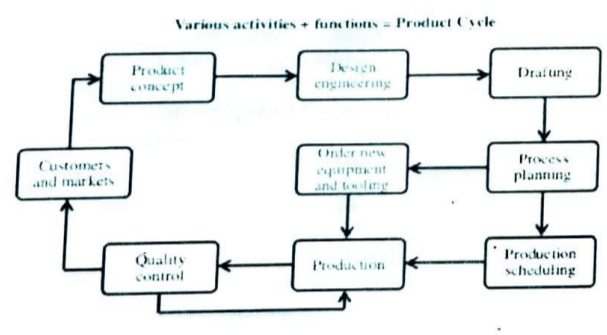 Various activities + functions = Product Cycle
Product
concept
Design
engineering
Drafting
Customers
and markets
Order new
equipment
and tooling
Process
planning
Quality
control
Production
Production
scheduling